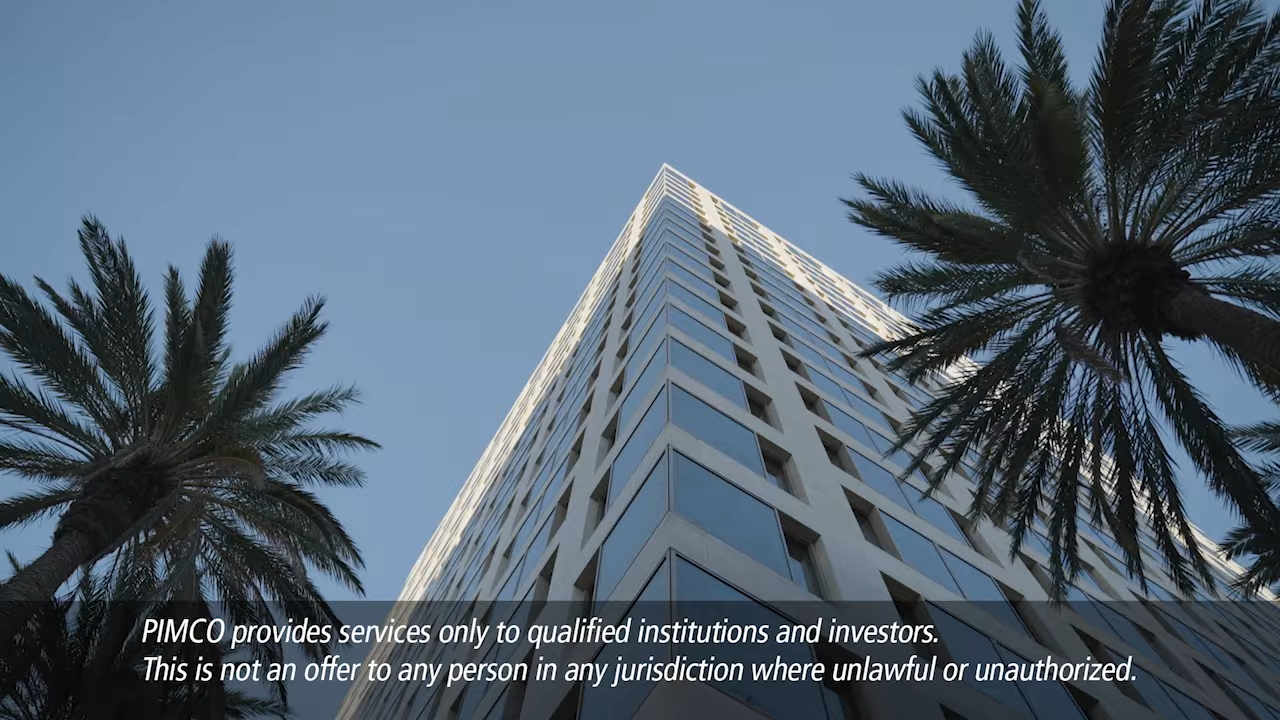 PIMCO provides services only to qualified institutions and investors.
This is not an offer to any person in any jurisdiction where unlawful or unauthorized.